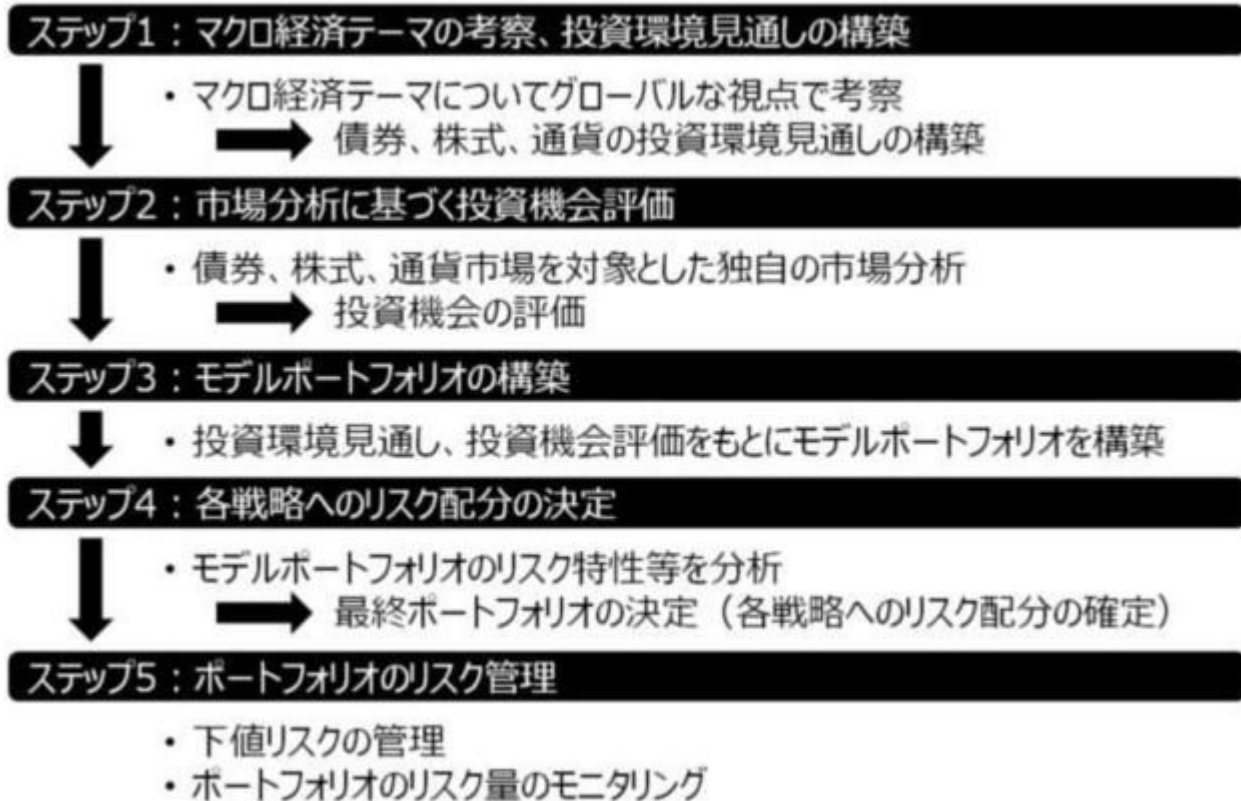 ステップ1：マクロ経済テーマの考察、投資環境見通しの構築
・マクロ経済テーマについてグローバルな視点で考察
債券、株式、通貨の投資環境見通しの構築
ステップ2：市場分析に基づく投資機会評価
・債券、株式、通貨市場を対象とした独自の市場分析
投資機会の評価
ステップ3：モデルポートフォリオの構築
・投資環境見通し、投資機会評価をもとにモデルポートフォリオを構築
ステップ4：各戦略へのリスク配分の決定
・モデルポートフォリオのリスク特性等を分析
最終ポートフォリオの決定（各戦略へのリスク配分の確定）
ステップ5：ポートフォリオのリスク管理
・下値リスクの管理
・ポートフォリオのリスク量のモニタリング